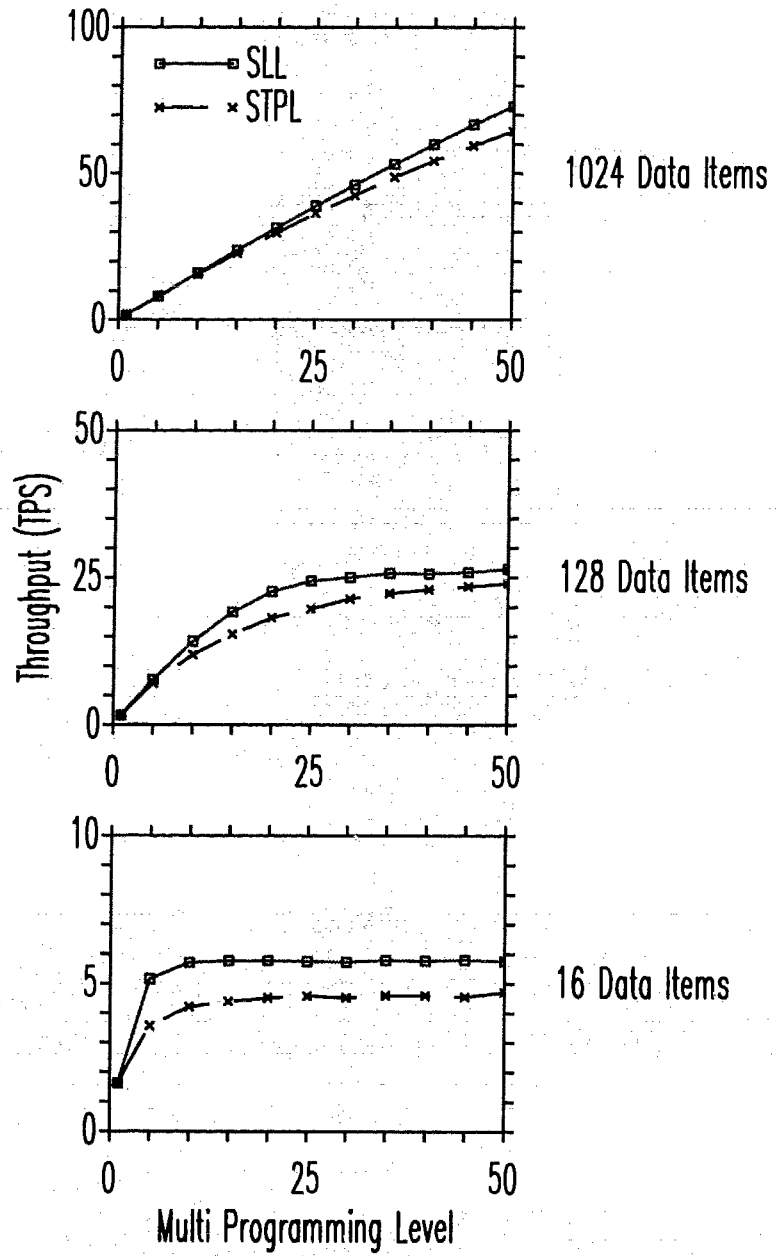 100
SLL
STPL
50
1024 Data Items
0
0 25 50
50
Throughput (TPS)
25
128 Data Items
0
0 25 50
10
5
16 Data Items
0
0 25 50
Multi Programming Level